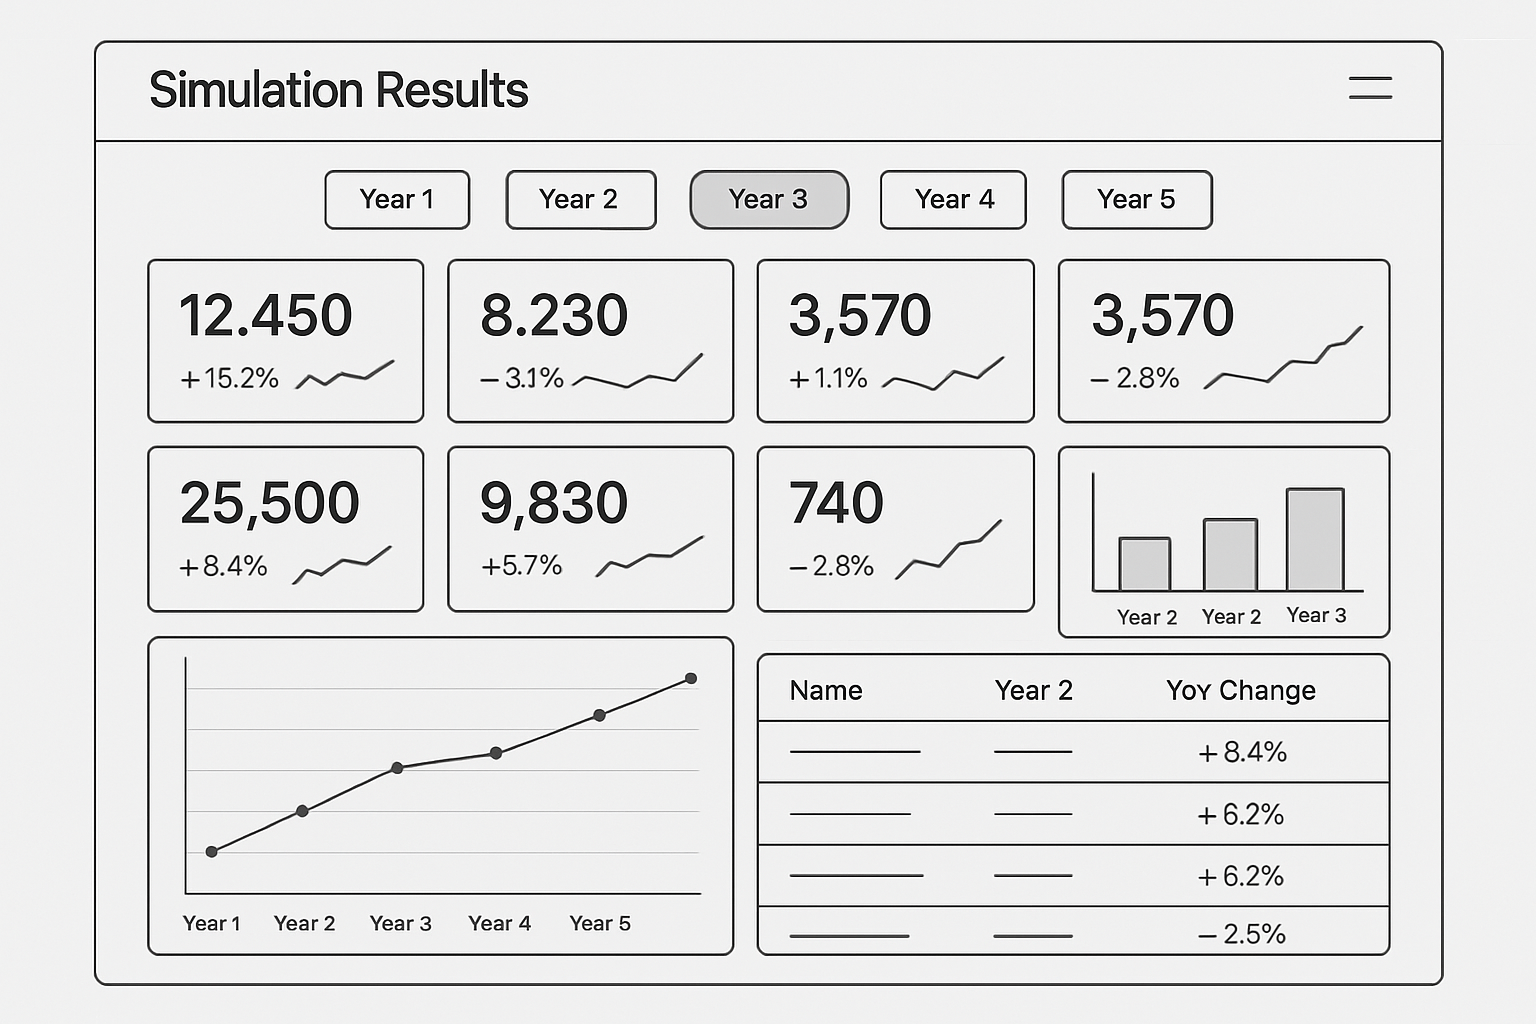 Simulation Results
Year 1
Year 2
Year 3
Year 4
Year 5
12.450
+15.2%
8.230
– 3.1%
3,570
+1.1%
3,570
– 2.8%
25,500
+8.4%
9,830
+5.7%
740
– 2.8%
Year 2 Year 2 Year 3
Year 1 Year 2 Year 3 Year 4 Year 5
Name Year 2 YoY Change
+ 8.4%
+ 6.2%
+ 6.2%
– 2.5%